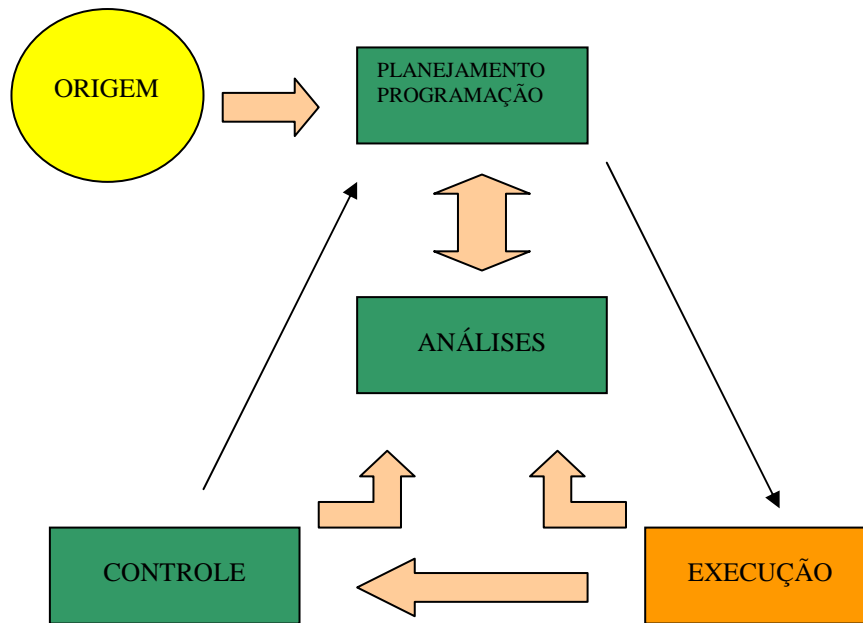 ORIGEM
PLANEJAMENTO
PROGRAMAÇÃO
ANÁLISES
CONTROLE
EXECUÇÃO